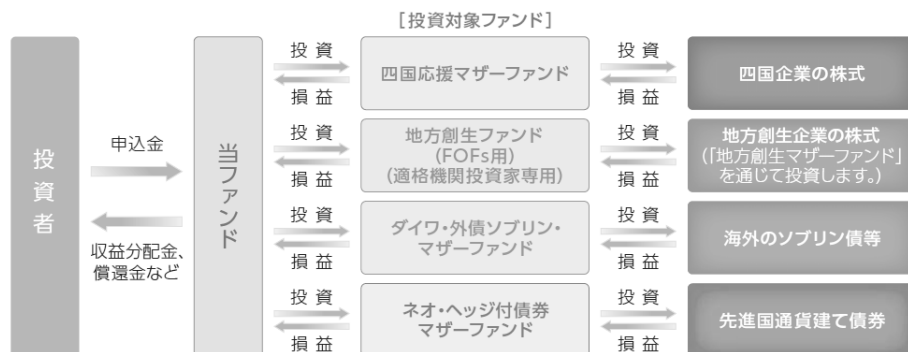 [投資対象ファンド]
投資者
申込金
収益分配金、
償還金など
当ファンド
投資
損益
四国応援マザーファンド
投資
損益
四国企業の株式
投資
損益
地方創生ファンド
(FOFs用)
(適格機関投資家専用)
投資
損益
地方創生企業の株式
(「地方創生マザーファンド」
を通じて投資します。)
投資
損益
ダイワ・外債ソブリン・
マザーファンド
投資
損益
海外のソブリン債等
投資
損益
ネオ・ヘッジ付債券
マザーファンド
投資
損益
先進国通貨建て債券